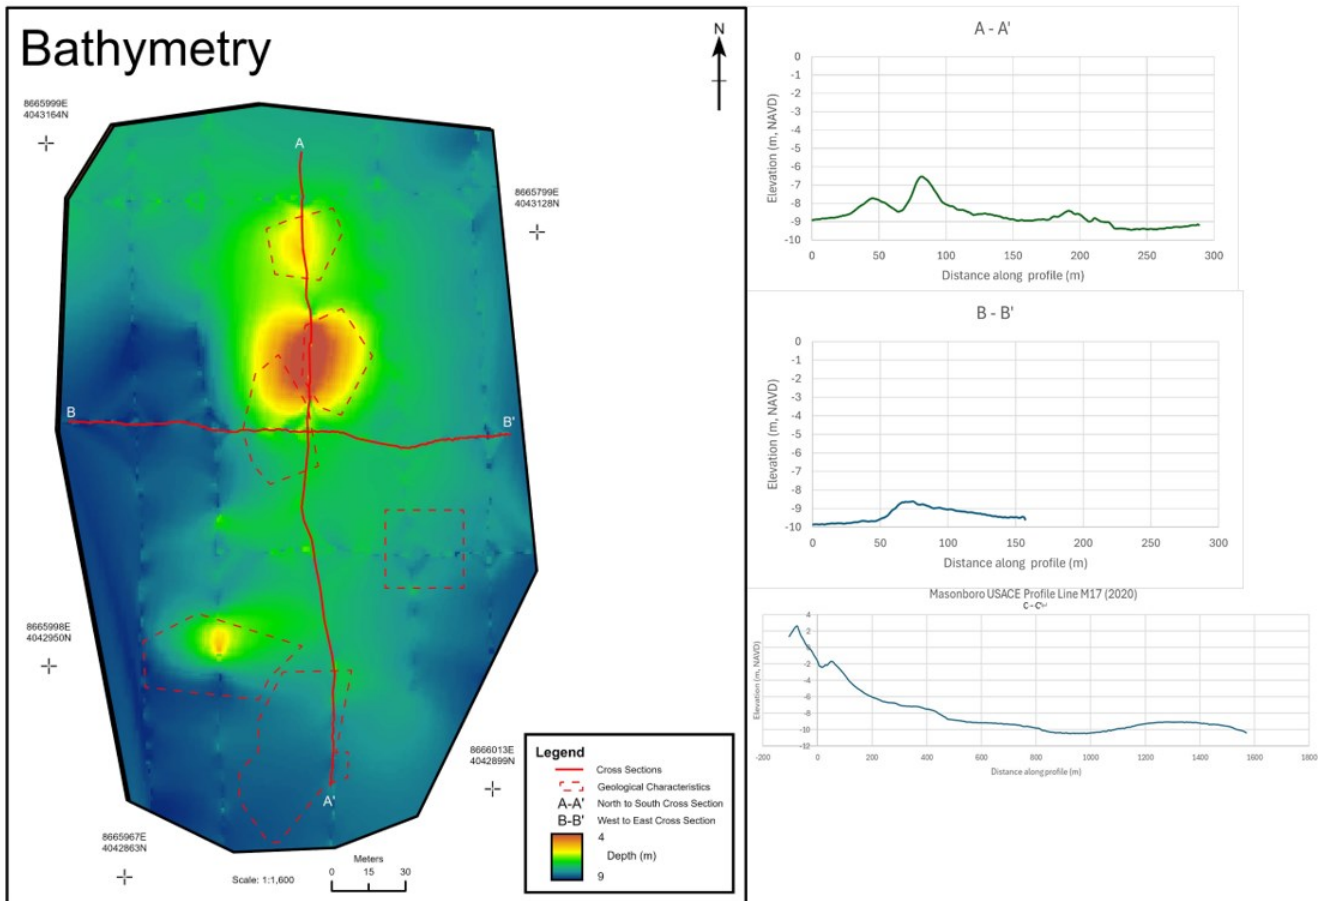 Bathymetry
N
8665999E
4043164N
A
8665799E
4043128N
B
B'
8665998E
4042950N
8666013E
4042899N
A'
8665967E
4042863N
Scale: 1:1,600
Meters
0 15 30
Legend
Cross Sections
Geological Characteristics
A-A' North to South Cross Section
B-B' West to East Cross Section
4
Depth (m)
9
A - A'
Elevation (m, NAVD)
0
-1
-2
-3
-4
-5
-6
-7
-8
-9
-10
0 50 100 150 200 250 300
Distance along profile (m)
B - B'
Elevation (m, NAVD)
0
-1
-2
-3
-4
-5
-6
-7
-8
-9
-10
0 50 100 150 200 250 300
Distance along profile (m)
Masonboro USACE Profile Line M17 (2020)
C-C'
Elevation (m, NAVD)
4
2
0
-2
-4
-6
-8
-10
-12
-200 0 200 400 600 800 1000 1200 1400 1600 1800
Distance along profile (m)